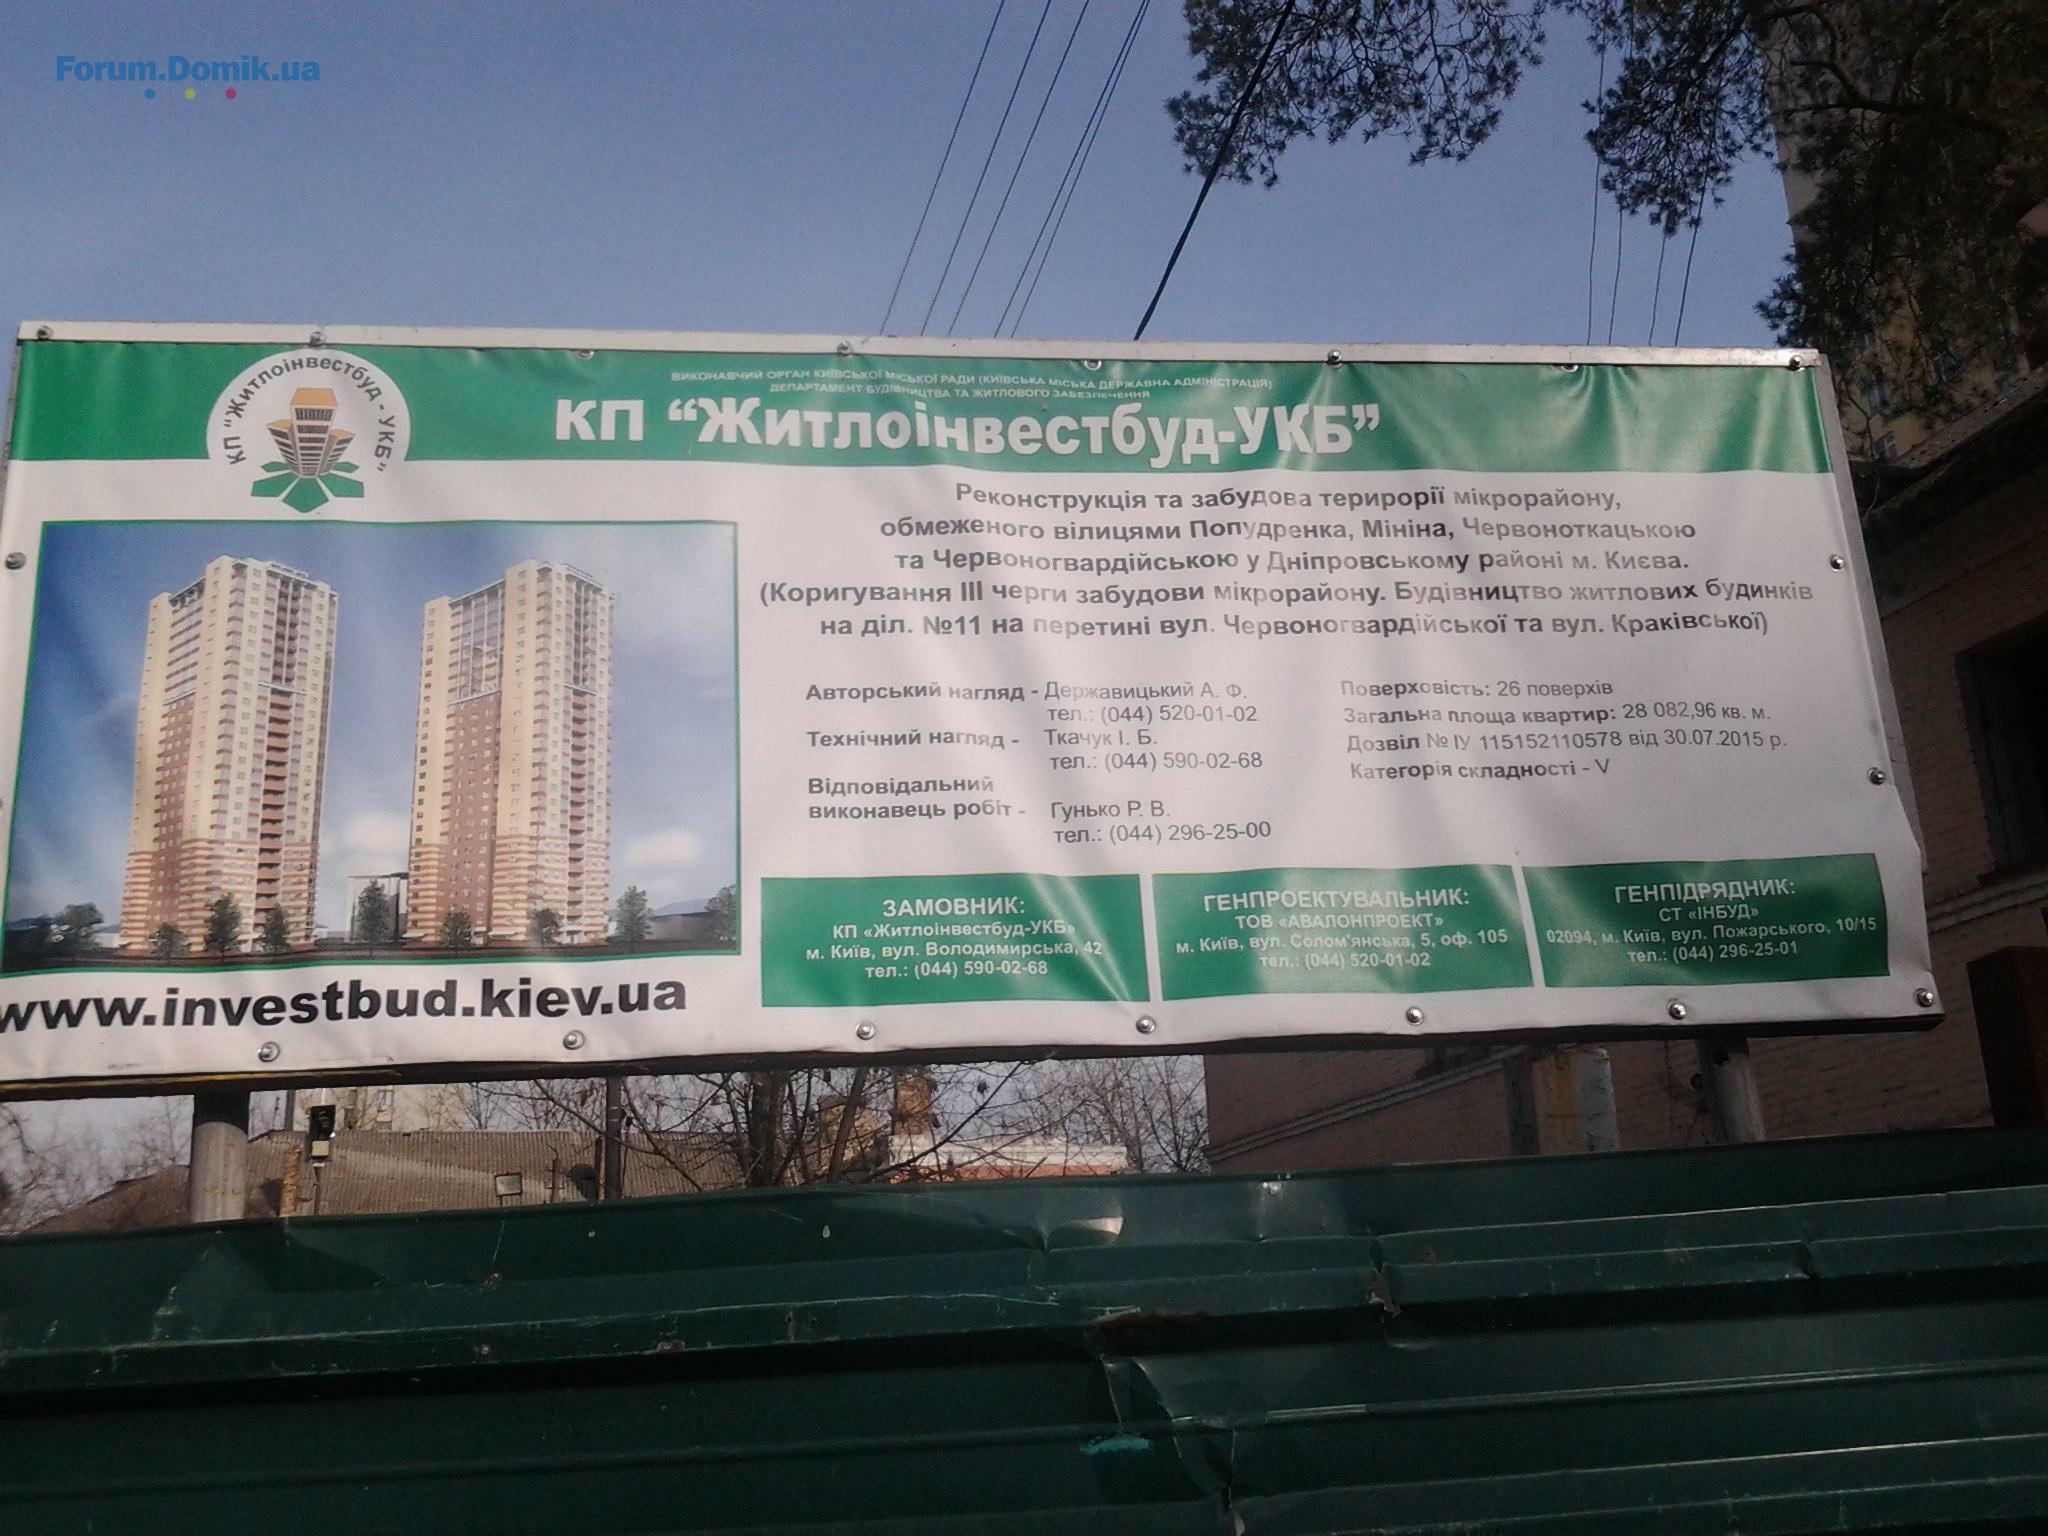 Forum.Domik.ua
КП "Житлоінвестбуд - УКБ"
ВИКОНАВЧИЙ ОРГАН КИЇВСЬКОЇ МІСЬКОЇ РАДИ (КИЇВСЬКА МІСЬКА ДЕРЖАВНА АДМІНІСТРАЦІЯ)
ДЕПАРТАМЕНТ БУДІВНИЦТВА ТА ЖИТЛОВОГО ЗАБЕЗПЕЧЕННЯ
КП “Житлоінвестбуд-УКБ”
Реконструкція та забудова терирорії мікрорайону,
обмеженого вілицями Попудренка, Мініна, Червоноткацькою
та Червоногвардійською у Дніпровському районі м. Києва.
(Коригування III черги забудови мікрорайону. Будівництво житлових будинків
на діл. №11 на перетині вул. Червоногвардійської та вул. Краківської)
Авторський нагляд - Державицький А. Ф.
тел.: (044) 520-01-02
Технічний нагляд - Ткачук І. Б.
тел.: (044) 590-02-68
Відповідальний
виконавець робіт - Гунько Р. В.
тел.: (044) 296-25-00
Поверховість: 26 поверхів
Загальна площа квартир: 28 082,96 кв. м.
Дозвіл № ІУ 115152110578 від 30.07.2015 р.
Категорія складності - V
ЗАМОВНИК:
КП «Житлоінвестбуд-УКБ»
м. Київ, вул. Володимирська, 42
тел.: (044) 590-02-68
ГЕНПРОЕКТУВАЛЬНИК:
ТОВ «АВАЛОНПРОЕКТ»
м. Київ, вул. Солом'янська, 5, оф. 105
тел.: (044) 520-01-02
ГЕНПІДРЯДНИК:
СТ «ІНБУД»
02094, м. Київ, вул. Пожарського, 10/15
тел.: (044) 296-25-01
www.investbud.kiev.ua